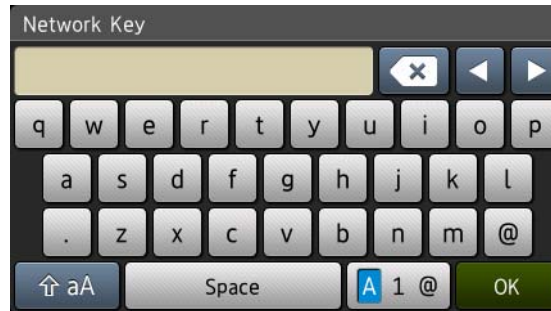 Network Key
q w e r t y u i o p
a s d f g h j k l
. z x c v b n m @
aA Space A 1 @ OK